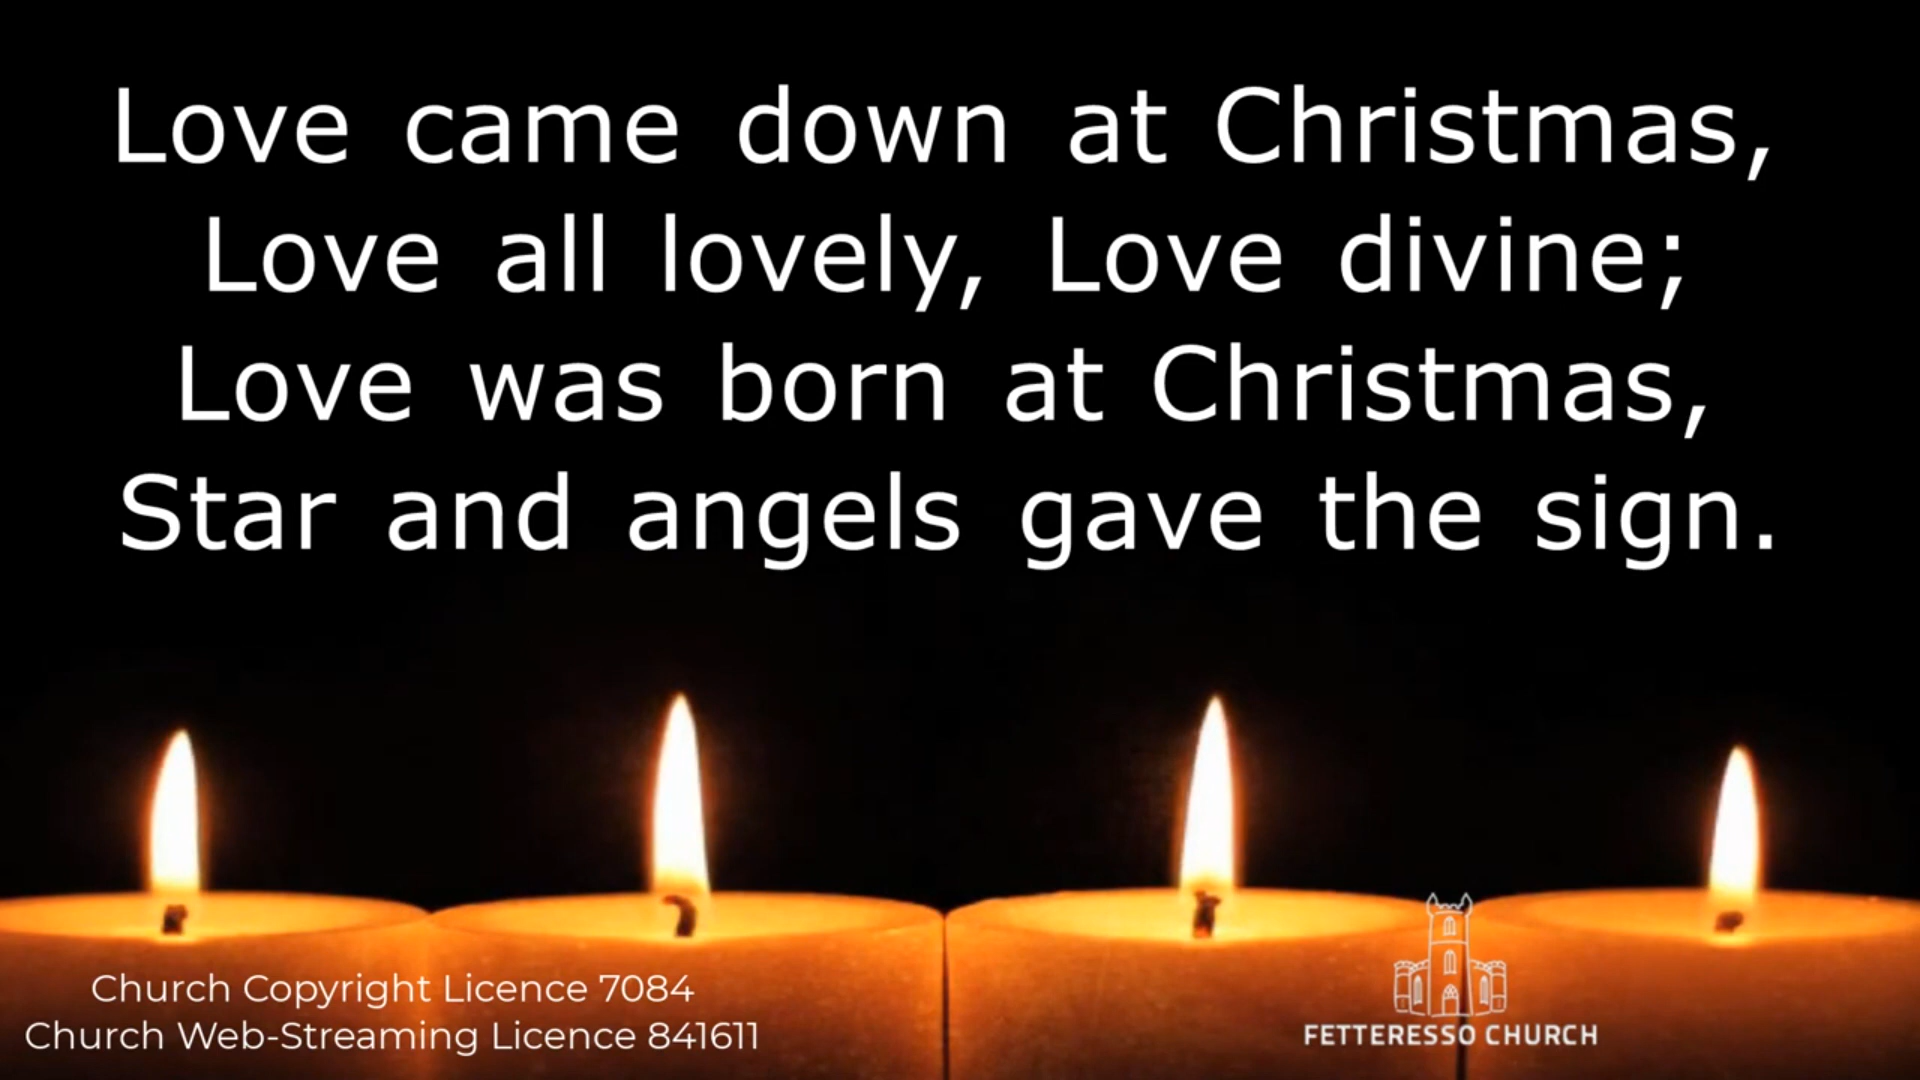 Love came down at Christmas,
Love all lovely, Love divine;
Love was born at Christmas,
Star and angels gave the sign.
Church Copyright Licence 7084
Church Web-Streaming Licence 841611
FETTERESSO CHURCH